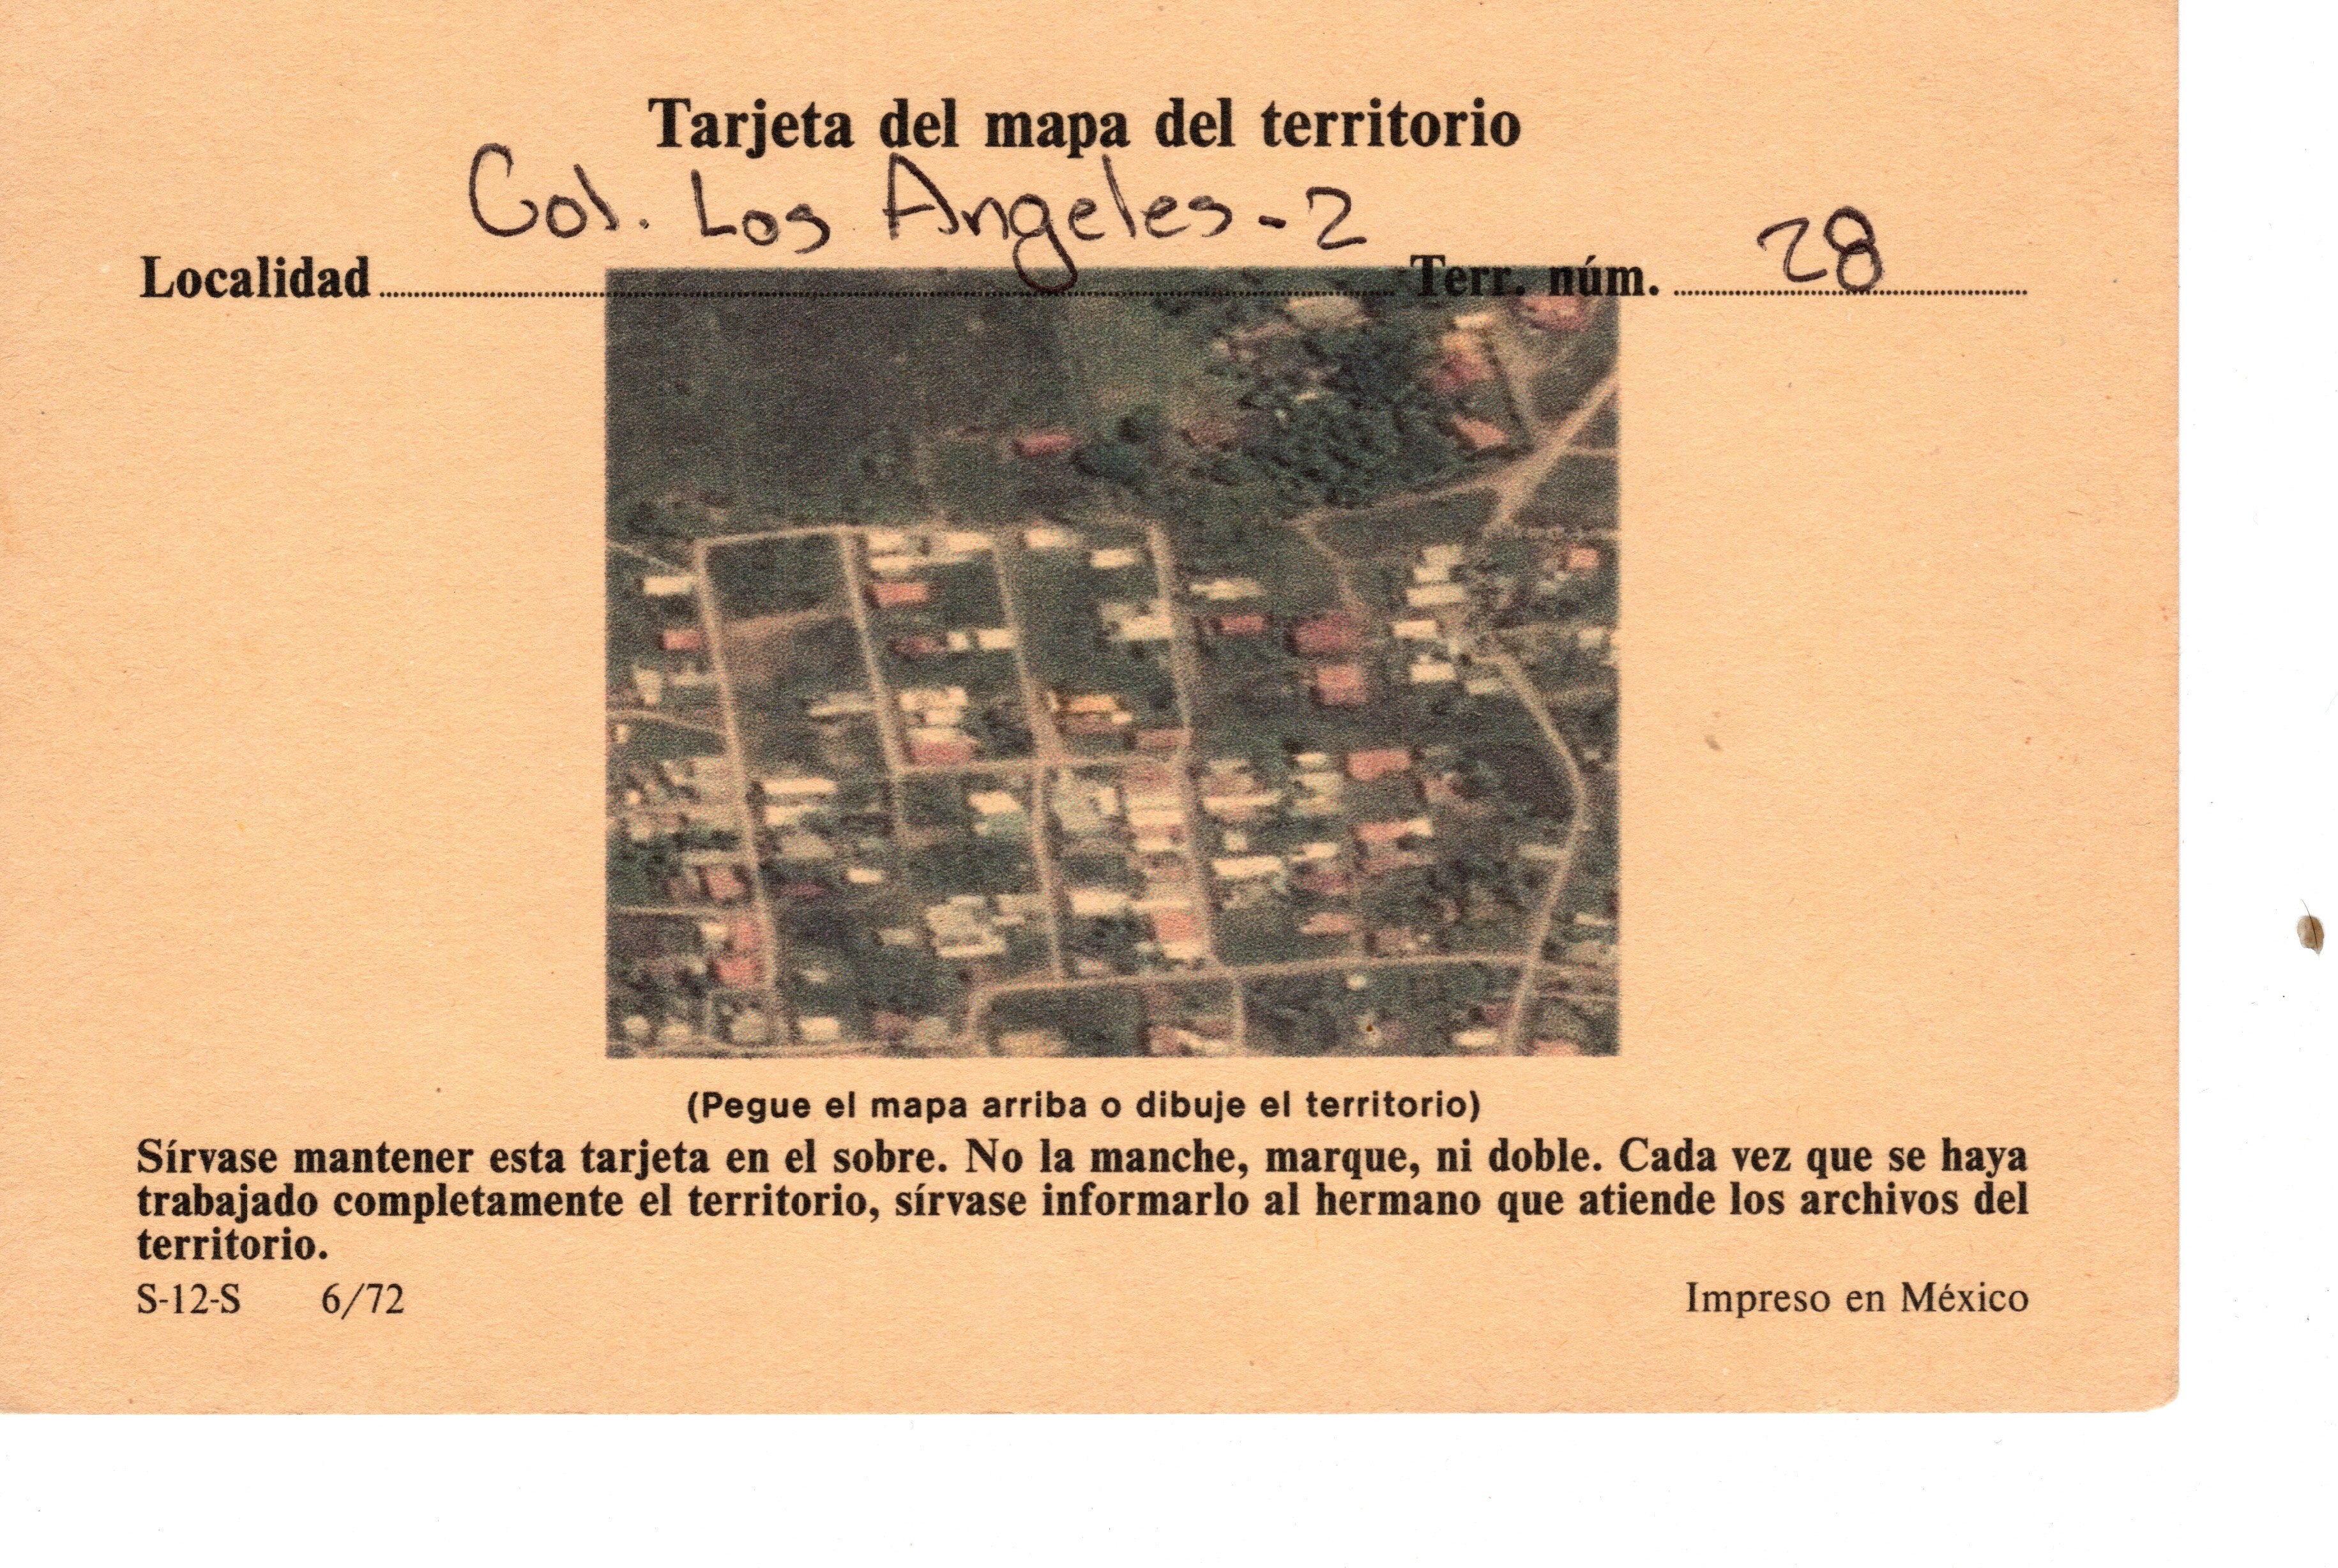 Tarjeta del mapa del territorio
Col. Los Angeles - 2
Localidad Terr. núm. 28
(Pegue el mapa arriba o dibuje el territorio)
Sírvase mantener esta tarjeta en el sobre. No la manche, marque, ni doble. Cada vez que se haya
trabajado completamente el territorio, sírvase informarlo al hermano que atiende los archivos del
territorio.
S-12-S 6/72 Impreso en México